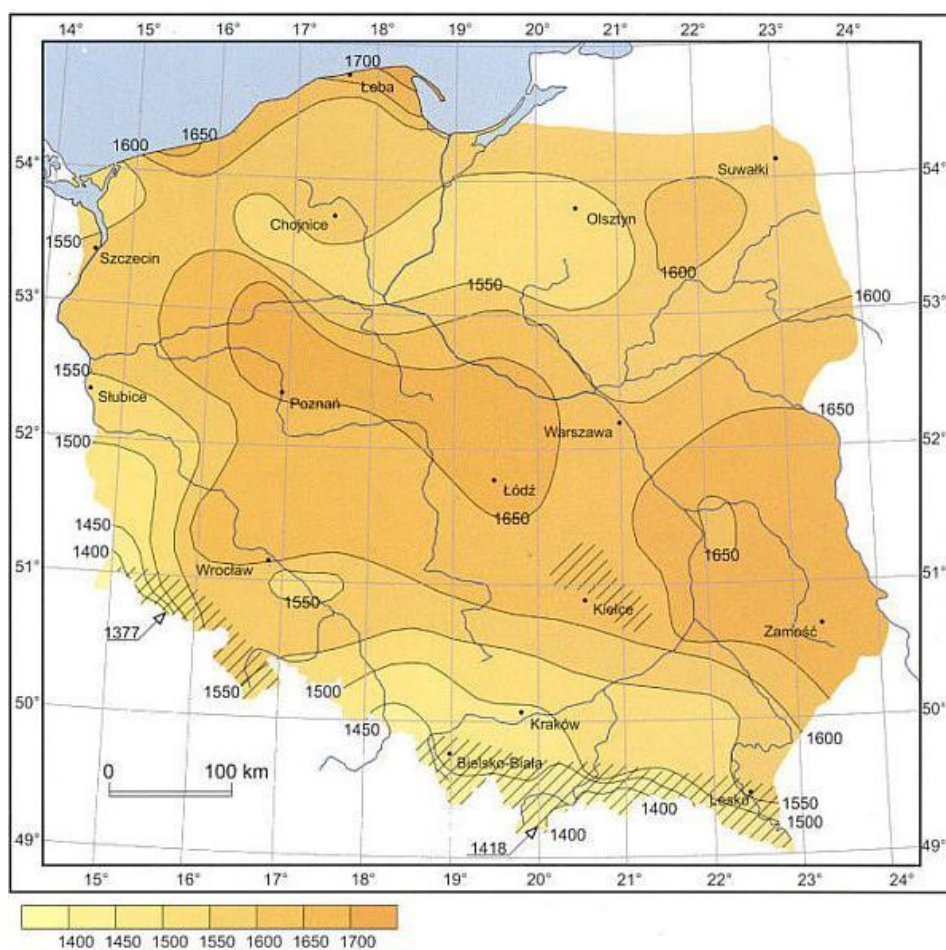 14° 15° 16° 17° 18° 19° 20° 21° 22° 23° 24°
1700
Łeba
1600
1650
54°
54°
Suwałki
Chojnice
Olsztyn
1550
Szczecin
1600
1550
53°
1600
53°
1550
Słubice
Poznań
1650
52°
1500
Warszawa
52°
Łódź
1650
1450
1650
1400
Wrocław
51°
51°
1550
Kielce
1377
Zamość
1550
1500
50°
50°
1450
Kraków
1600
0 100 km
Bielsko-Biała
1400
Lesko
1550
1500
49°
1418
1400
49°
15° 16° 17° 18° 19° 20° 21° 22° 23° 24°
1400 1450 1500 1550 1600 1650 1700